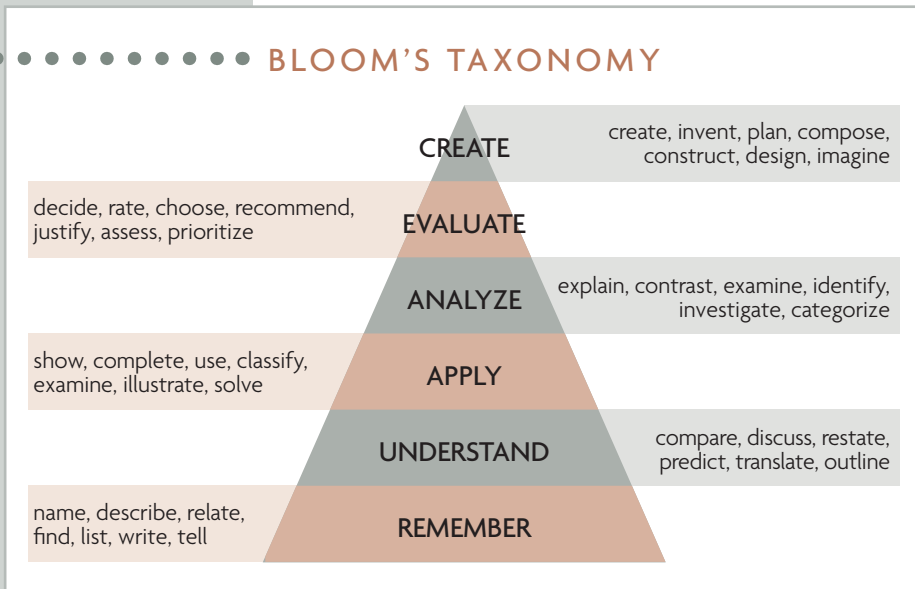 BLOOM’S TAXONOMY
CREATE
create, invent, plan, compose,
construct, design, imagine
decide, rate, choose, recommend,
justify, assess, prioritize
EVALUATE
ANALYZE
explain, contrast, examine, identify,
investigate, categorize
show, complete, use, classify,
examine, illustrate, solve
APPLY
UNDERSTAND
compare, discuss, restate,
predict, translate, outline
name, describe, relate,
find, list, write, tell
REMEMBER